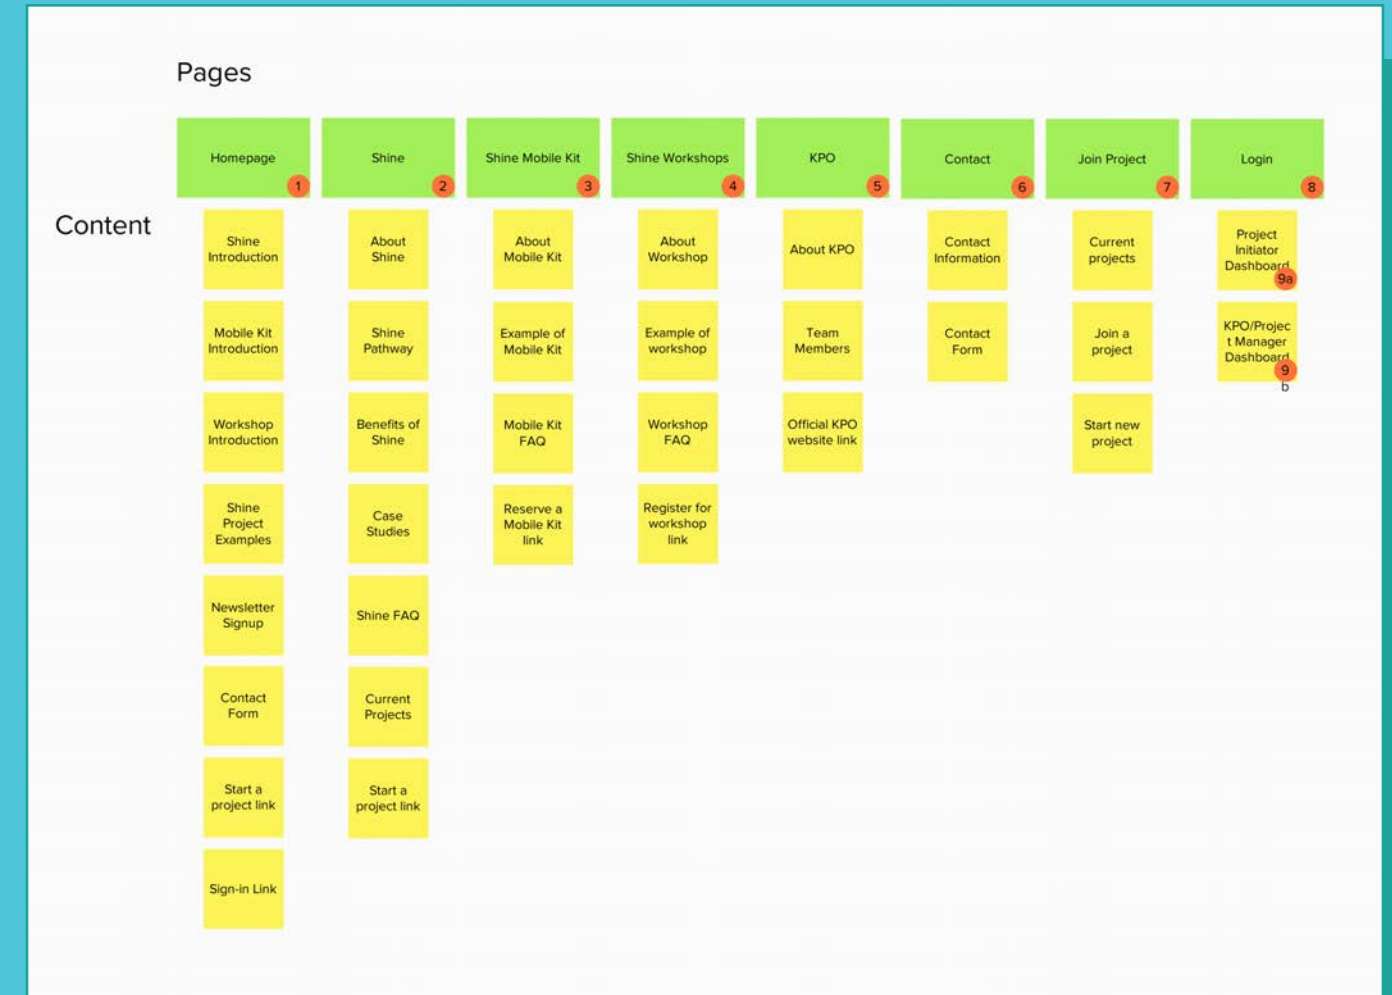 Pages
Homepage
1
Shine
2
Shine Mobile Kit
3
Shine Workshops
4
KPO
5
Contact
6
Join Project
7
Login
8
Content
Shine
Introduction
About
Shine
About
Mobile Kit
About
Workshop
About KPO
Contact
Information
Current
projects
Project
Initiator
Dashboard
9a
Mobile Kit
Introduction
Shine
Pathway
Example of
Mobile Kit
Example of
workshop
Team
Members
Contact
Form
Join a
project
KPO/Projec
t Manager
Dashboard
9
b
Workshop
Introduction
Benefits of
Shine
Mobile Kit
FAQ
Workshop
FAQ
Official KPO
website link
Start new
project
Shine
Project
Examples
Case
Studies
Reserve a
Mobile Kit
link
Register for
workshop
link
Newsletter
Signup
Shine FAQ
Contact
Form
Current
Projects
Start a
project link
Start a
project link
Sign-in Link